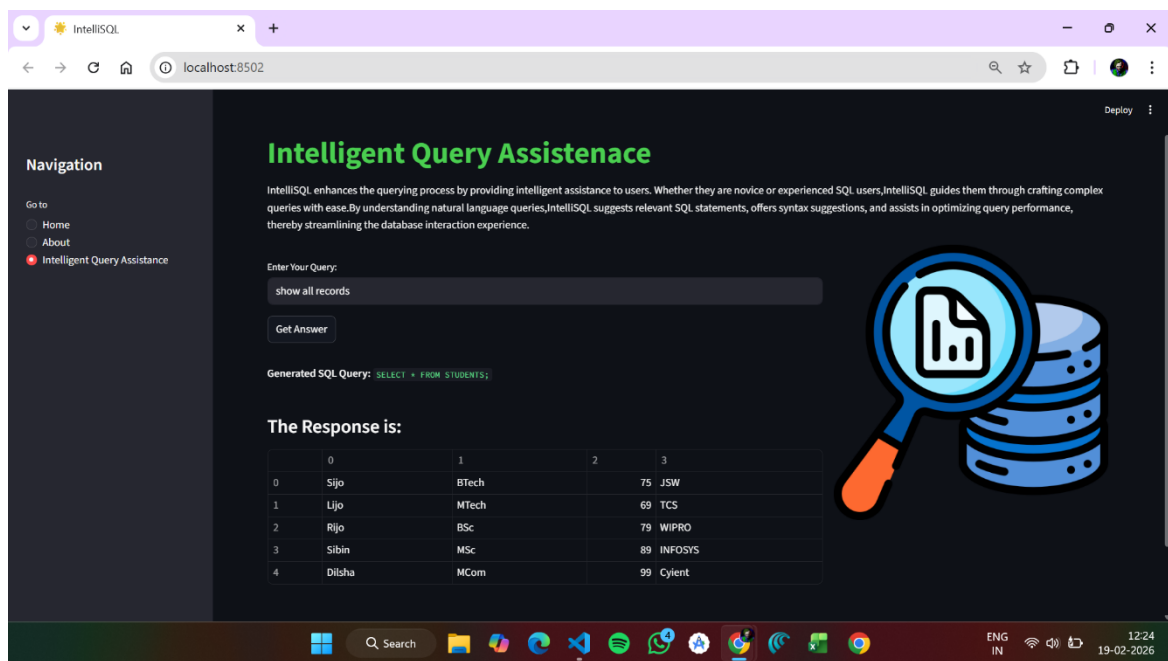 IntelliSQL
localhost:8502
Deploy
Navigation
Go to
Home
About
Intelligent Query Assistance
Intelligent Query Assistenace
IntelliSQL enhances the querying process by providing intelligent assistance to users. Whether they are novice or experienced SQL users,IntelliSQL guides them through crafting complex
queries with ease.By understanding natural language queries,IntelliSQL suggests relevant SQL statements, offers syntax suggestions, and assists in optimizing query performance,
thereby streamlining the database interaction experience.
Enter Your Query:
show all records
Get Answer
Generated SQL Query: SELECT * FROM STUDENTS;
The Response is:
0 1 2 3
0 Sijo BTech 75 JSW
1 Lijo MTech 69 TCS
2 Rijo BSc 79 WIPRO
3 Sibin MSc 89 INFOSYS
4 Dilsha MCom 99 Cyient
Search
4
ENG
IN
12:24
19-02-2026